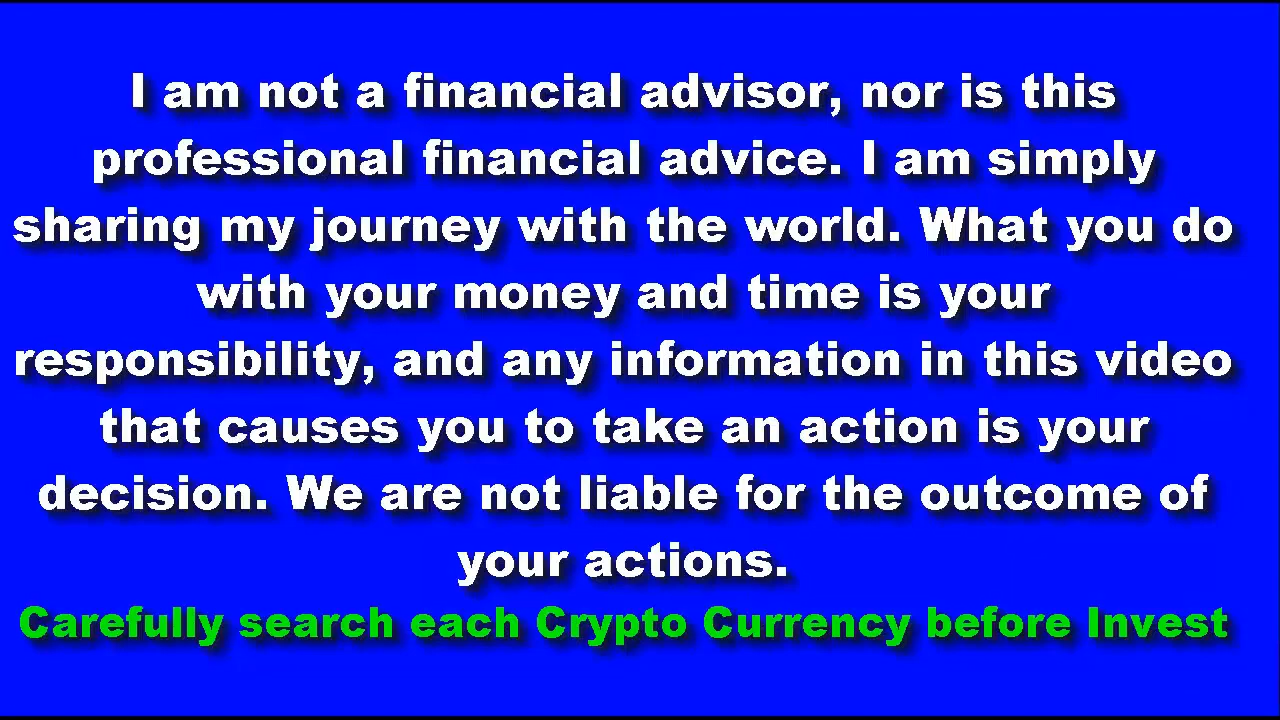 I am not a financial advisor, nor is this
professional financial advice. I am simply
sharing my journey with the world. What you do
with your money and time is your
responsibility, and any information in this video
that causes you to take an action is your
decision. We are not liable for the outcome of
your actions.
Carefully search each Crypto Currency before Invest